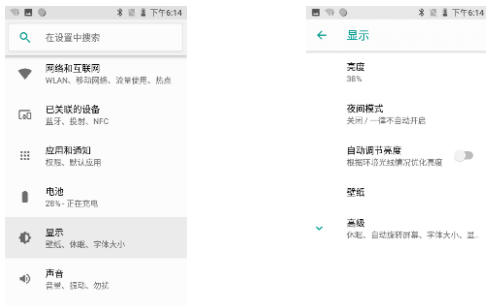 下午6:14
在设置中搜索
网络和互联网
WLAN、移动网络、流量使用、热点
已关联的设备
蓝牙、投射、NFC
应用和通知
权限、默认应用
电池
28% - 正在充电
显示
壁纸、休眠、字体大小
声音
音量、振动、勿扰
下午6:14
显示
亮度
38%
夜间模式
关闭 / 一律不自动开启
自动调节亮度
根据环境光线情况优化亮度
壁纸
高级
休眠、自动旋转屏幕、字体大小、显..